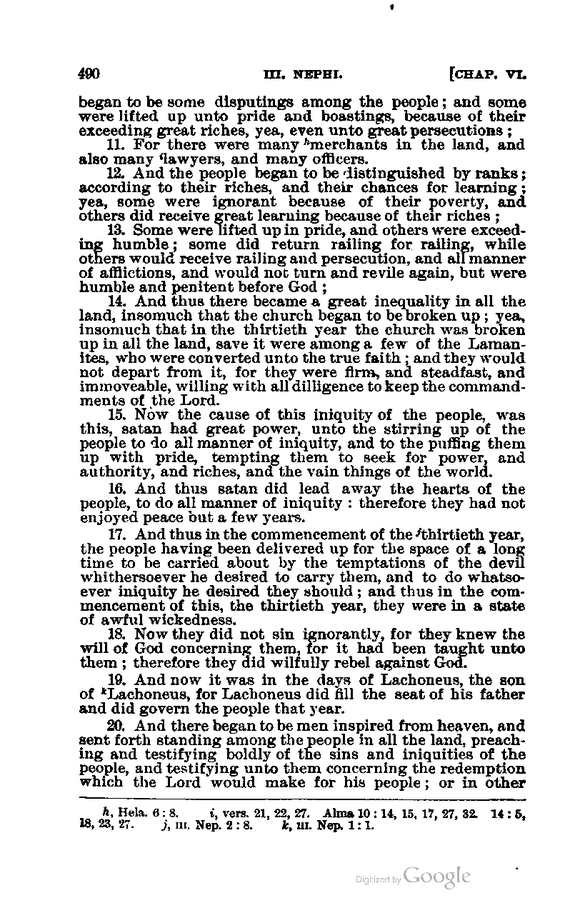 490 III. NEPHI. [CHAP. VI.
began to be some disputings among the people; and some
were lifted up unto pride and boastings, because of their
exceeding great riches, yea, even unto great persecutions;
11. For there were many ʰmerchants in the land, and
also many ⁱlawyers, and many officers.
12. And the people began to be distinguished by ranks;
according to their riches, and their chances for learning;
yea, some were ignorant because of their poverty, and
others did receive great learning because of their riches;
13. Some were lifted up in pride, and others were exceed-
ing humble; some did return railing for railing, while
others would receive railing and persecution, and all manner
of afflictions, and would not turn and revile again, but were
humble and penitent before God;
14. And thus there became a great inequality in all the
land, insomuch that the church began to be broken up; yea,
insomuch that in the thirtieth year the church was broken
up in all the land, save it were among a few of the Laman-
ites, who were converted unto the true faith; and they would
not depart from it, for they were firm, and steadfast, and
immoveable, willing with all dilligence to keep the command-
ments of the Lord.
15. Now the cause of this iniquity of the people, was
this, satan had great power, unto the stirring up of the
people to do all manner of iniquity, and to the puffing them
up with pride, tempting them to seek for power, and
authority, and riches, and the vain things of the world.
16. And thus satan did lead away the hearts of the
people, to do all manner of iniquity: therefore they had not
enjoyed peace but a few years.
17. And thus in the commencement of the ʲthirtieth year,
the people having been delivered up for the space of a long
time to be carried about by the temptations of the devil
whithersoever he desired to carry them, and to do whatso-
ever iniquity he desired they should; and thus in the com-
mencement of this, the thirtieth year, they were in a state
of awful wickedness.
18. Now they did not sin ignorantly, for they knew the
will of God concerning them, for it had been taught unto
them; therefore they did wilfully rebel against God.
19. And now it was in the days of Lachoneus, the son
of ᵏLachoneus, for Lachoneus did fill the seat of his father
and did govern the people that year.
20. And there began to be men inspired from heaven, and
sent forth standing among the people in all the land, preach-
ing and testifying boldly of the sins and iniquities of the
people, and testifying unto them concerning the redemption
which the Lord would make for his people; or in other
h, Hela. 6:8. i, vers. 21, 22, 27. Alma 10:14, 15, 17, 27, 32. 14:5,
18, 23, 27. j, III. Nep. 2:8. k, III. Nep. 1:1.
Digitized by Google